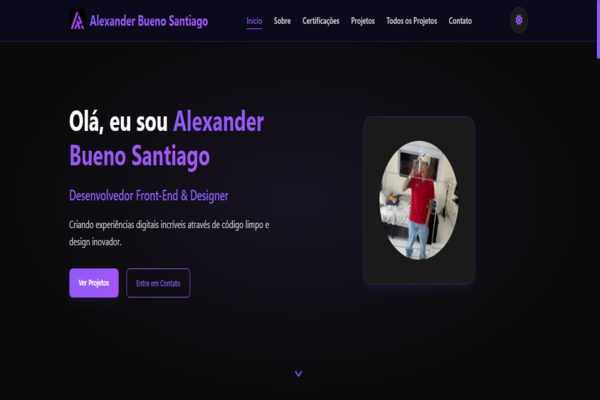 Alexander Bueno Santiago
Início Sobre Certificações Projetos Todos os Projetos Contato
Olá, eu sou Alexander
Bueno Santiago
Desenvolvedor Front-End & Designer
Criando experiências digitais incríveis através de código limpo e
design inovador.
Ver Projetos Entre em Contato